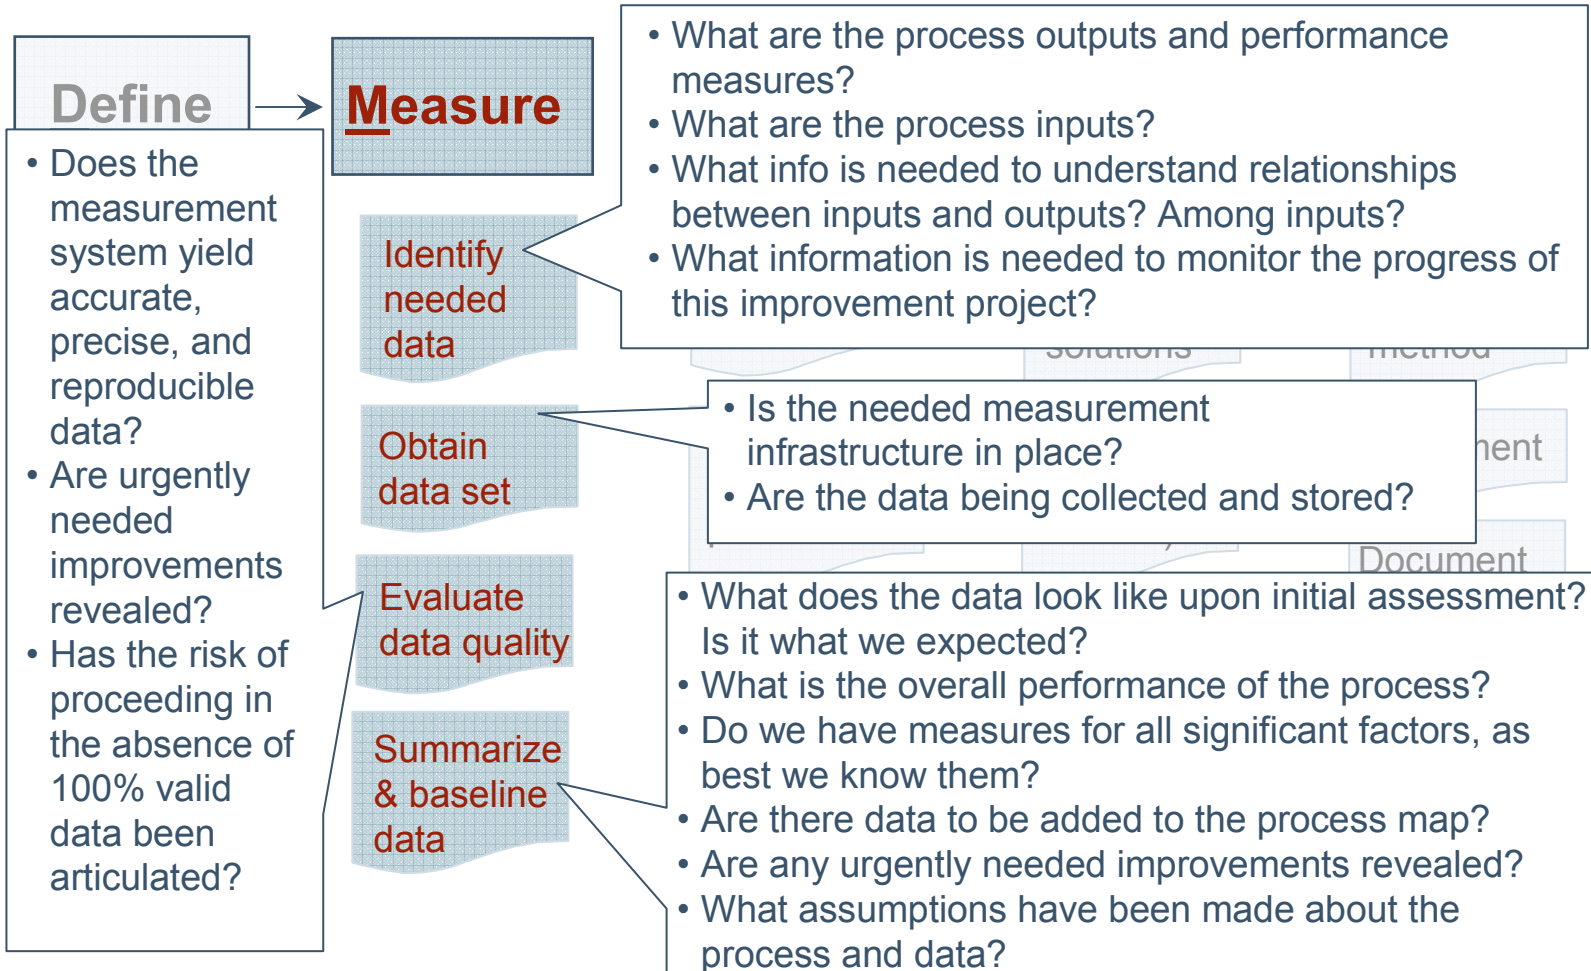 Define
Measure
• What are the process outputs and performance
measures?
• What are the process inputs?
• What info is needed to understand relationships
between inputs and outputs? Among inputs?
• What information is needed to monitor the progress of
this improvement project?
• Does the
measurement
system yield
accurate,
precise, and
reproducible
data?
• Are urgently
needed
improvements
revealed?
• Has the risk of
proceeding in
the absence of
100% valid
data been
articulated?
Identify
needed
data
solutions
method
Obtain
data set
• Is the needed measurement
infrastructure in place?
• Are the data being collected and stored?
Document
Evaluate
data quality
Summarize
& baseline
data
• What does the data look like upon initial assessment?
Is it what we expected?
• What is the overall performance of the process?
• Do we have measures for all significant factors, as
best we know them?
• Are there data to be added to the process map?
• Are any urgently needed improvements revealed?
• What assumptions have been made about the
process and data?